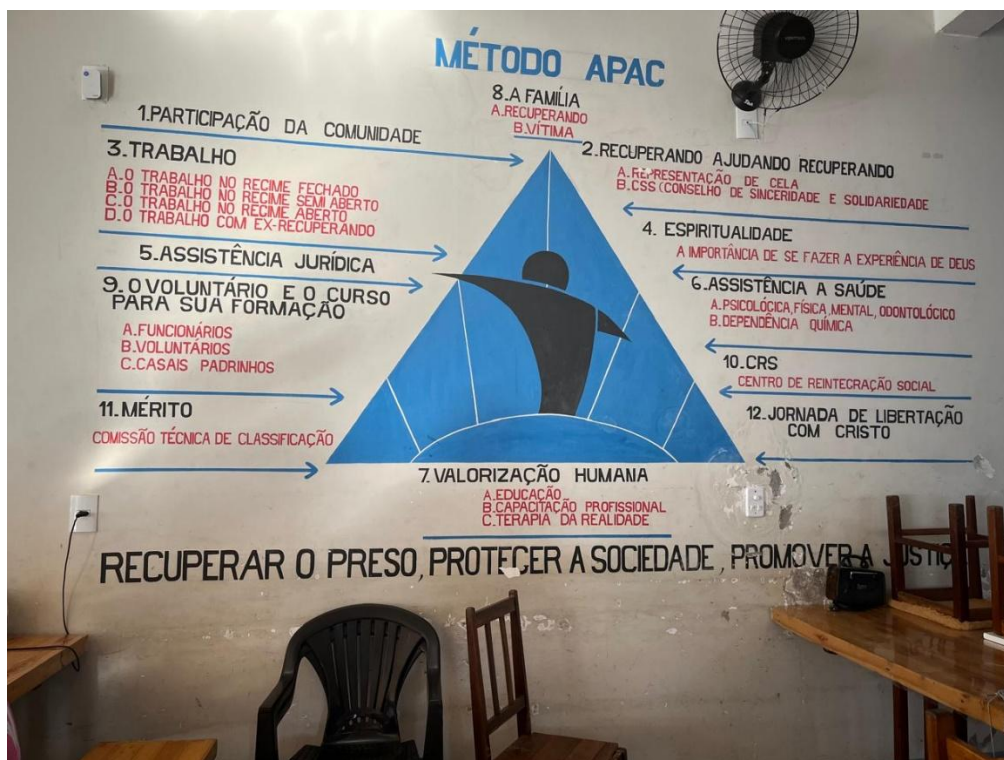 MÉTODO APAC
8.A FAMÍLIA
A.RECUPERANDO
B.VÍTIMA
1.PARTICIPAÇÃO DA COMUNIDADE
2.RECUPERANDO AJUDANDO RECUPERANDO
A.REPRESENTAÇÃO DE CELA
B.CSS (CONSELHO DE SINCERIDADE E SOLIDARIEDADE
3.TRABALHO
A.O TRABALHO NO REGIME FECHADO
B.O TRABALHO NO REGIME SEMI ABERTO
C.O TRABALHO NO REGIME ABERTO
D.O TRABALHO COM EX-RECUPERANDO
4. ESPIRITUALIDADE
A IMPORTÂNCIA DE SE FAZER A EXPERIÊNCIA DE DEUS
5.ASSISTÊNCIA JURÍDICA
6.ASSISTÊNCIA A SAÚDE
A.PSICOLÓGICA,FÍSICA,MENTAL,ODONTOLÓGICO
B.DEPENDÊNCIA QUÍMICA
9.O VOLUNTÁRIO E O CURSO
PARA SUA FORMAÇÃO
A.FUNCIONÁRIOS
B.VOLUNTÁRIOS
C.CASAIS PADRINHOS
10.CRS
CENTRO DE REINTEGRAÇÃO SOCIAL
11.MÉRITO
COMISSÃO TÉCNICA DE CLASSIFICAÇÃO
12.JORNADA DE LIBERTAÇÃO
COM CRISTO
7.VALORIZAÇÃO HUMANA
A.EDUCAÇÃO
B.CAPACITAÇÃO PROFISSIONAL
C.TERAPIA DA REALIDADE
RECUPERAR O PRESO, PROTEGER A SOCIEDADE, PROMOVER A